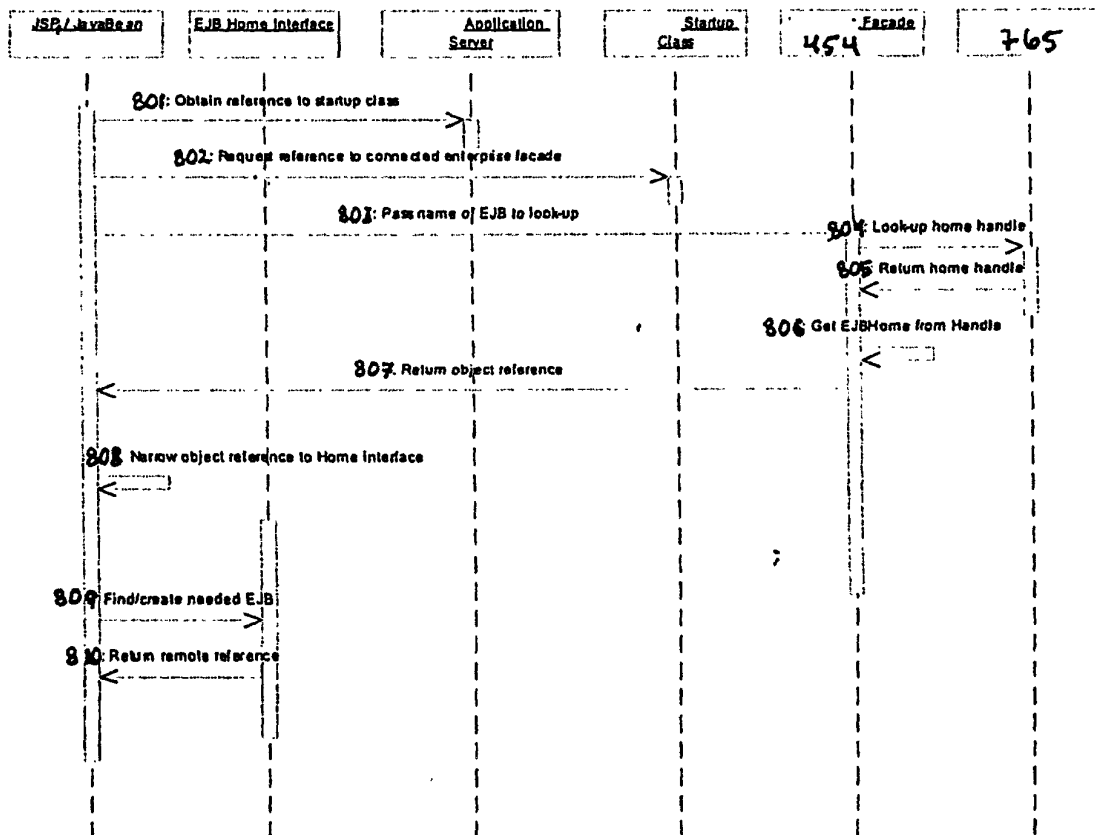 JSP / JavaBean
EJB Home Interface
Application
Server
Startup
Class
Facade
454
765
801: Obtain reference to startup class
802: Request reference to connected enterprise facade
803: Pass name of EJB to look-up
804: Look-up home handle
805 Return home handle
806 Get EJBHome from Handle
807. Return object reference
808 Narrow object reference to Home Interface
809 Find/create needed EJB
810: Return remote reference